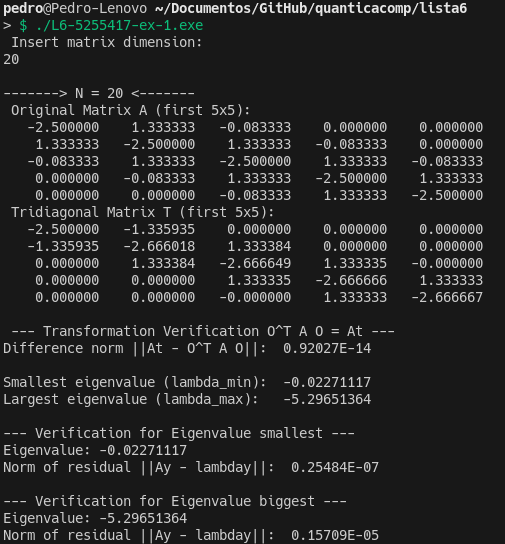 pedro@Pedro-Lenovo ~/Documentos/GitHub/quanticacomp/lista6
> $ ./L6-5255417-ex-1.exe
Insert matrix dimension:
20
-------> N = 20 <-------
Original Matrix A (first 5x5):
-2.500000 1.333333 -0.083333 0.000000 0.000000
1.333333 -2.500000 1.333333 -0.083333 0.000000
-0.083333 1.333333 -2.500000 1.333333 -0.083333
0.000000 -0.083333 1.333333 -2.500000 1.333333
0.000000 0.000000 -0.083333 1.333333 -2.500000
Tridiagonal Matrix T (first 5x5):
-2.500000 -1.335935 0.000000 0.000000 0.000000
-1.335935 -2.666018 1.333384 0.000000 0.000000
0.000000 1.333384 -2.666649 1.333335 -0.000000
0.000000 0.000000 1.333335 -2.666666 1.333333
0.000000 0.000000 -0.000000 1.333333 -2.666667
--- Transformation Verification O^T A O = At ---
Difference norm ||At - O^T A O||: 0.92027E-14
Smallest eigenvalue (lambda_min): -0.02271117
Largest eigenvalue (lambda_max): -5.29651364
--- Verification for Eigenvalue smallest ---
Eigenvalue: -0.02271117
Norm of residual ||Ay - lambday||: 0.25484E-07
--- Verification for Eigenvalue biggest ---
Eigenvalue: -5.29651364
Norm of residual ||Ay - lambday||: 0.15709E-05